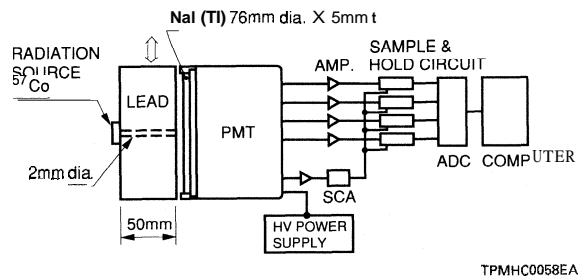 NaI (Tl) 76mm dia. X 5mm t
RADIATION
SOURCE
57Co
LEAD
2mm dia.
50mm
PMT
AMP.
SAMPLE &
HOLD CIRCUIT
SCA
HV POWER
SUPPLY
ADC
COMPUTER
TPMHC0058EA